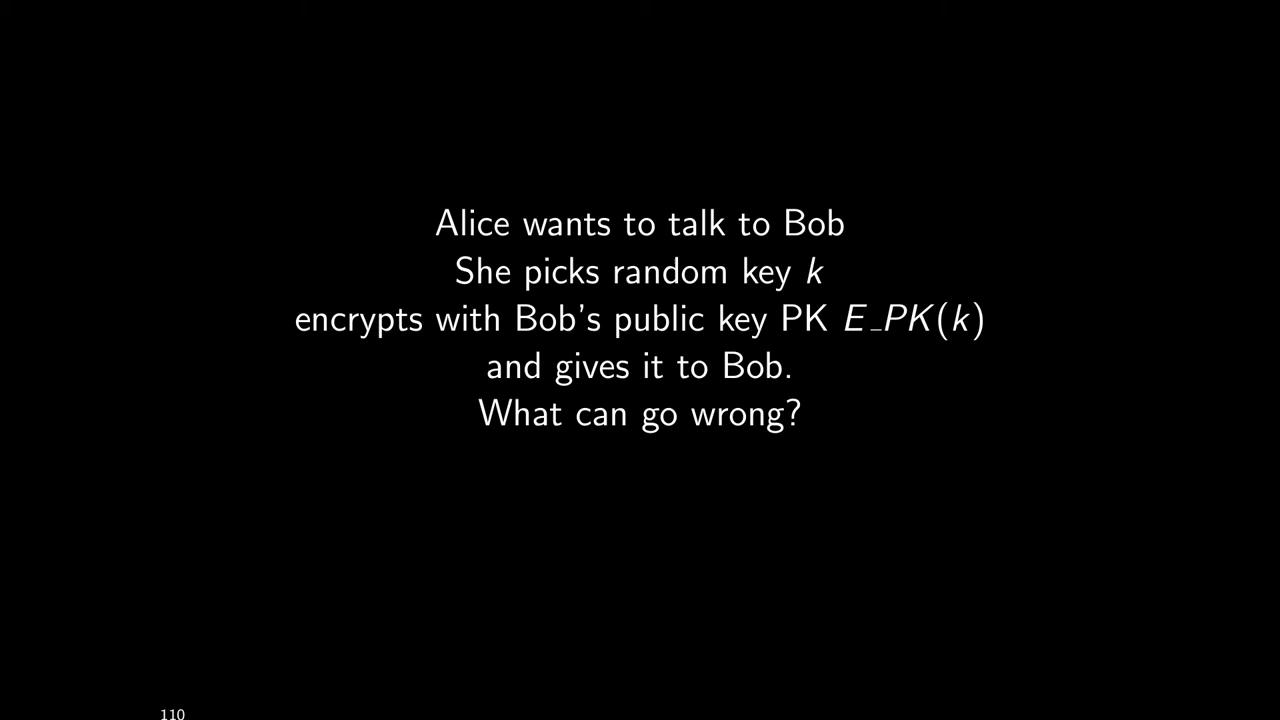 Alice wants to talk to Bob
She picks random key k
encrypts with Bob's public key PK E_PK(k)
and gives it to Bob.
What can go wrong?
110